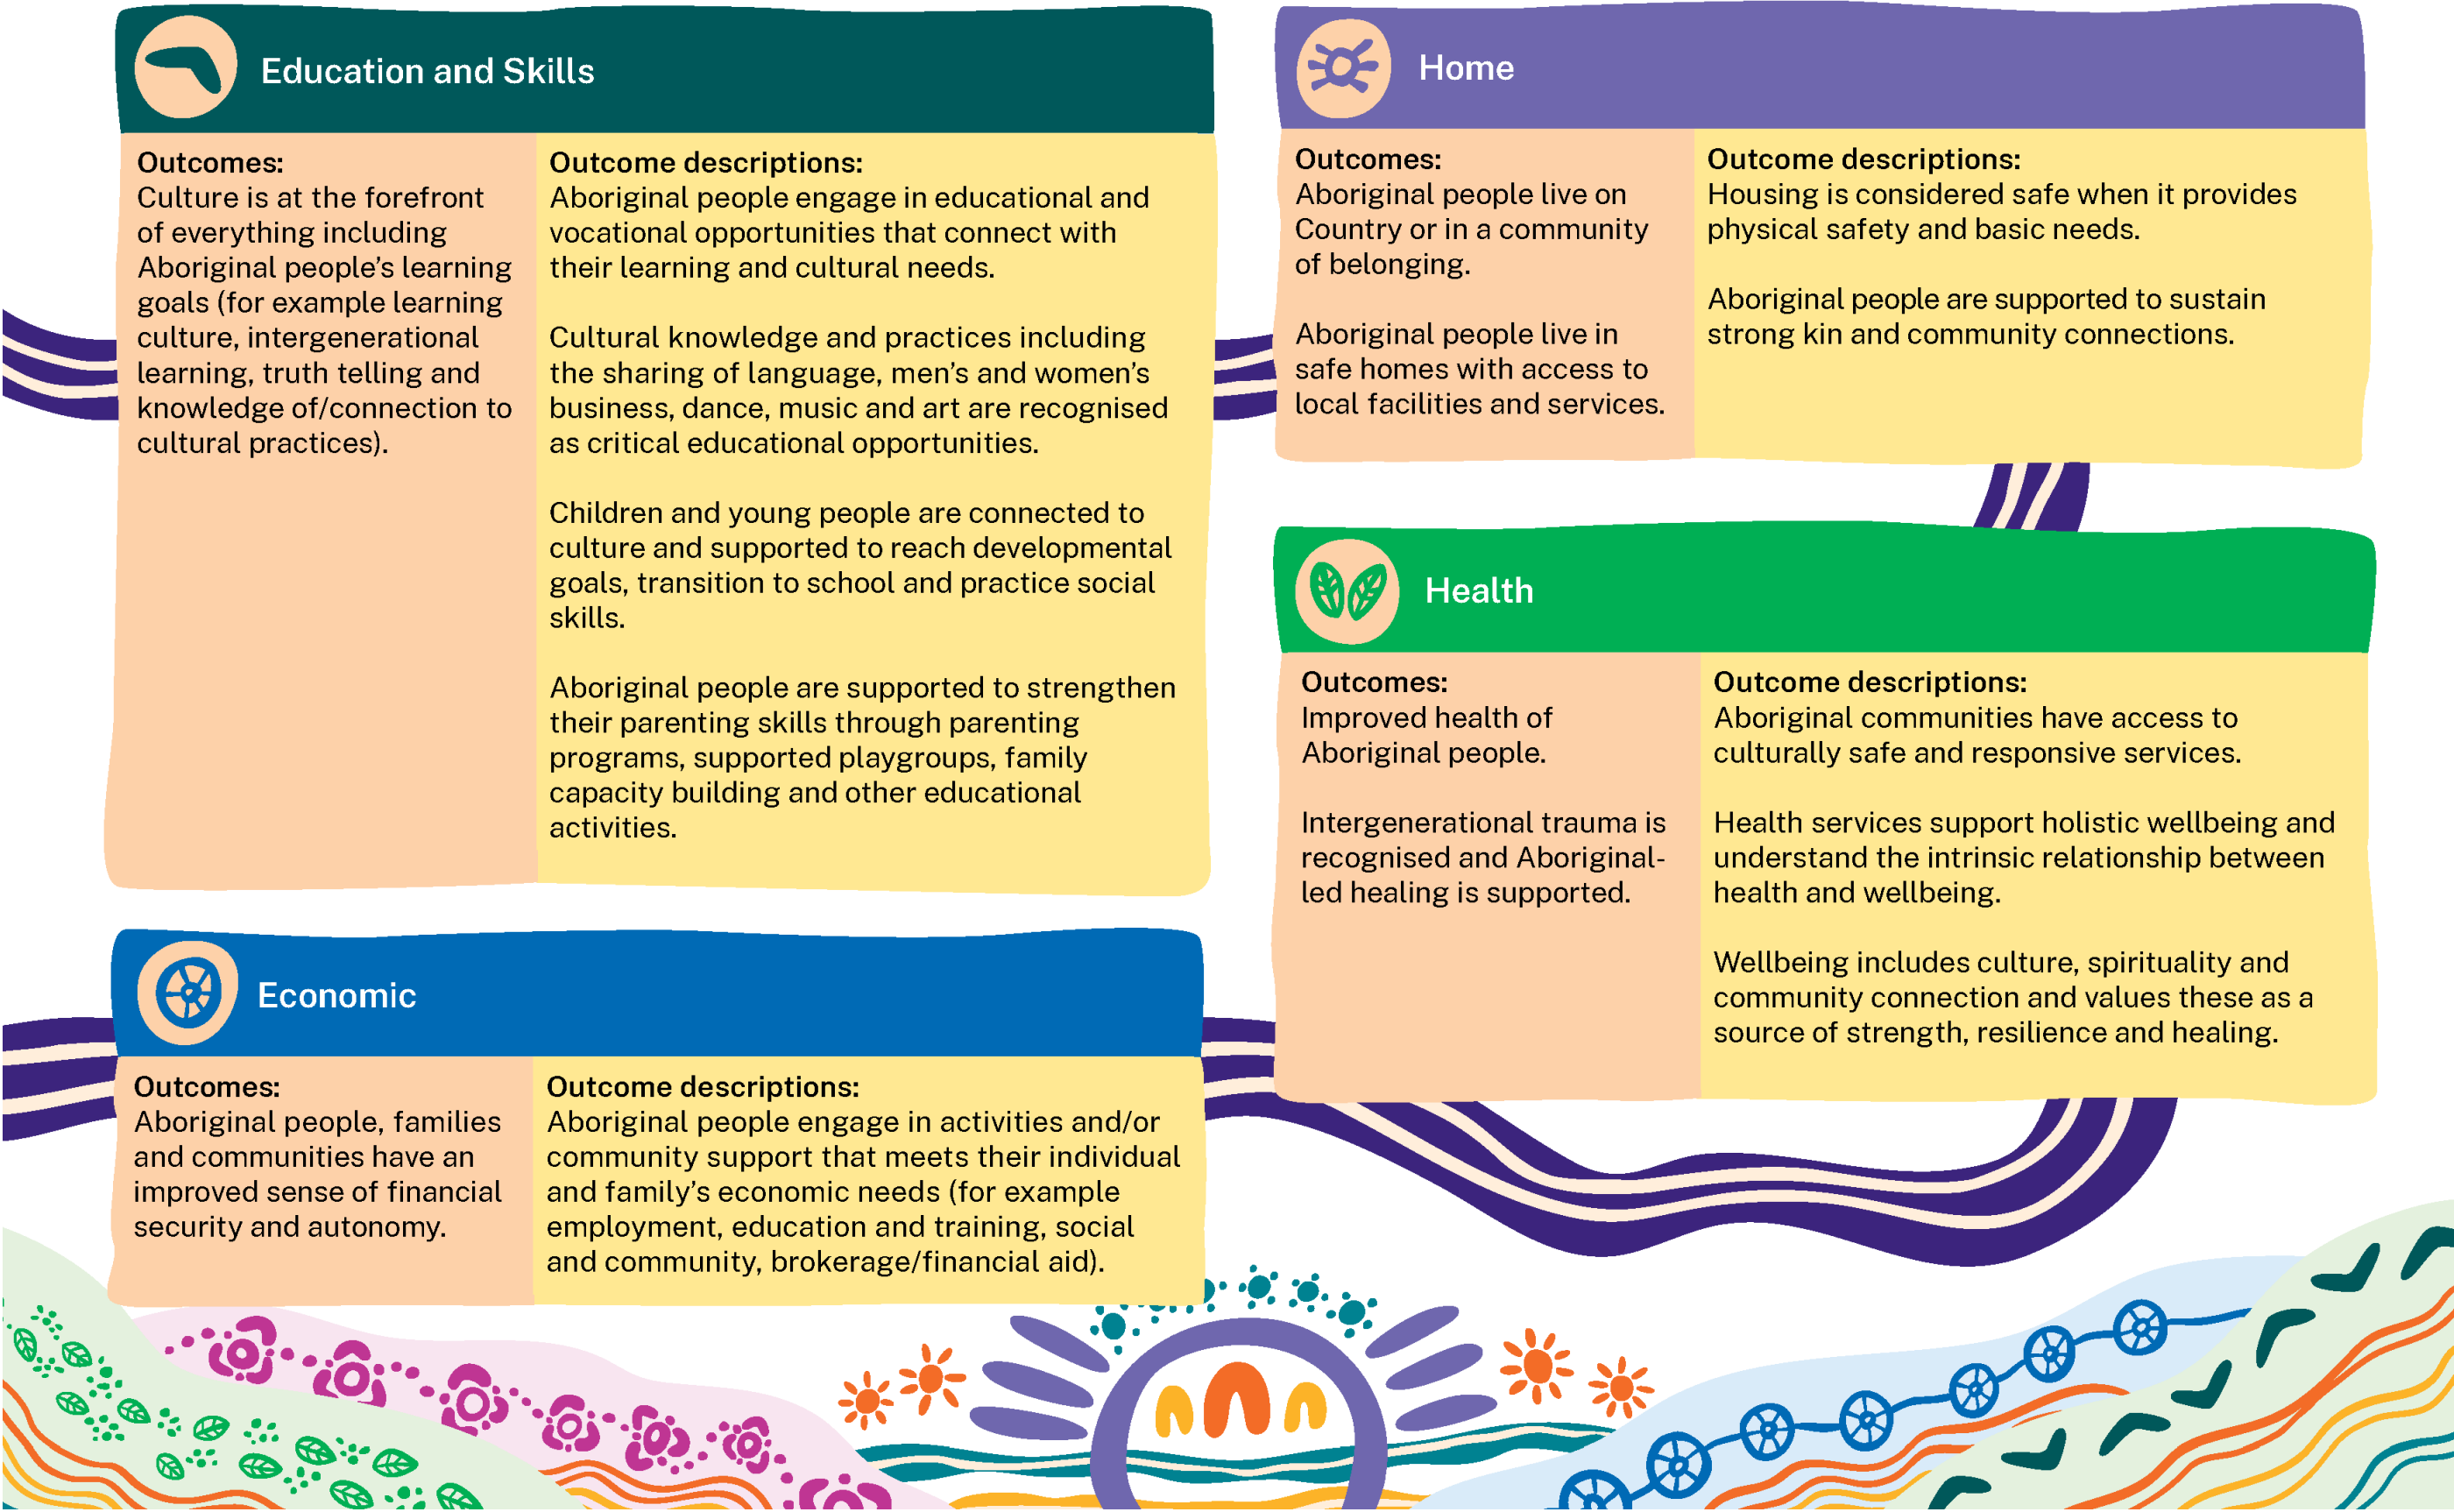 Education and Skills
Outcomes:
Culture is at the forefront
of everything including
Aboriginal people's learning
goals (for example learning
culture, intergenerational
learning, truth telling and
knowledge of/connection to
cultural practices).
Outcome descriptions:
Aboriginal people engage in educational and
vocational opportunities that connect with
their learning and cultural needs.
Cultural knowledge and practices including
the sharing of language, men's and women's
business, dance, music and art are recognised
as critical educational opportunities.
Children and young people are connected to
culture and supported to reach developmental
goals, transition to school and practice social
skills.
Aboriginal people are supported to strengthen
their parenting skills through parenting
programs, supported playgroups, family
capacity building and other educational
activities.
Economic
Outcomes:
Aboriginal people, families
and communities have an
improved sense of financial
security and autonomy.
Outcome descriptions:
Aboriginal people engage in activities and/or
community support that meets their individual
and family's economic needs (for example
employment, education and training, social
and community, brokerage/financial aid).
Home
Outcomes:
Aboriginal people live on
Country or in a community
of belonging.
Aboriginal people live in
safe homes with access to
local facilities and services.
Outcome descriptions:
Housing is considered safe when it provides
physical safety and basic needs.
Aboriginal people are supported to sustain
strong kin and community connections.
Health
Outcomes:
Improved health of
Aboriginal people.
Intergenerational trauma is
recognised and Aboriginal-
led healing is supported.
Outcome descriptions:
Aboriginal communities have access to
culturally safe and responsive services.
Health services support holistic wellbeing and
understand the intrinsic relationship between
health and wellbeing.
Wellbeing includes culture, spirituality and
community connection and values these as a
source of strength, resilience and healing.